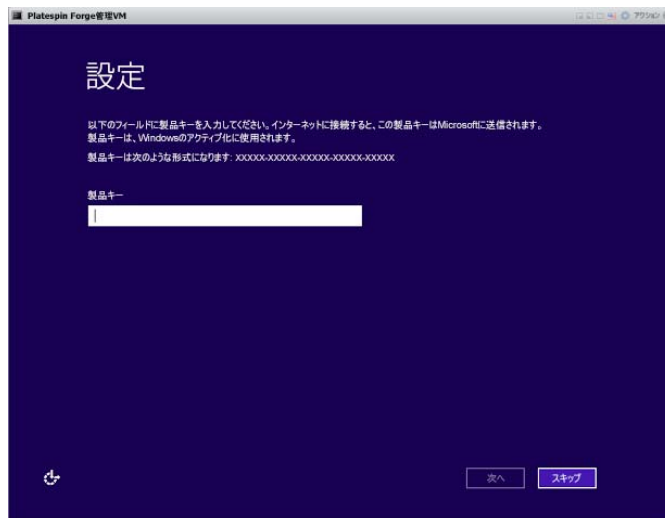 Platespin Forge管理VM
アクション
設定
以下のフィールドに製品キーを入力してください。インターネットに接続すると、この製品キーはMicrosoftに送信されます。
製品キーは、Windowsのアクティブ化に使用されます。
製品キーは次のような形式になります: XXXXX-XXXXX-XXXXX-XXXXX-XXXXX
製品キー
次へ
スキップ